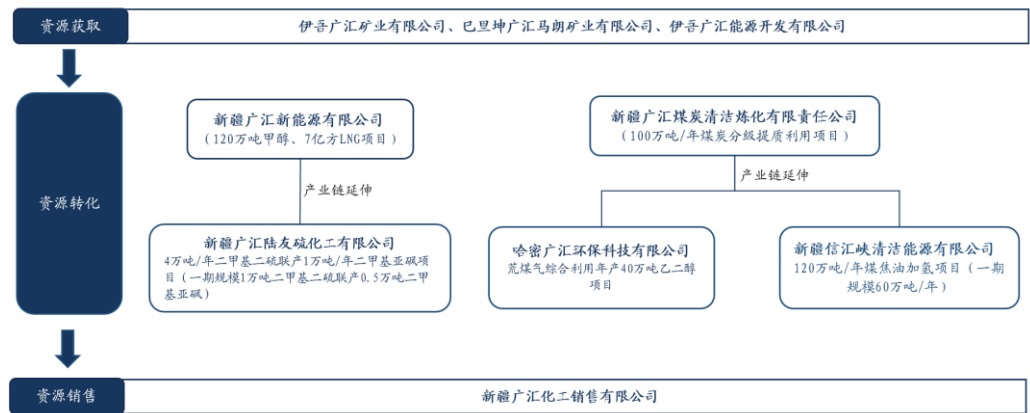 资源获取
伊吾广汇矿业有限公司、巴里坤广汇马朗矿业有限公司、伊吾广汇能源开发有限公司
资源转化
新疆广汇新能源有限公司
（120万吨甲醇、7亿方LNG项目）
新疆广汇煤炭清洁炼化有限责任公司
（100万吨/年煤炭分级提质利用项目）
产业链延伸
产业链延伸
新疆广汇陆友硫化工有限公司
4万吨/年二甲基二硫联产1万吨/年二甲基亚砜项
目（一期规模1万吨二甲基二硫联产0.5万吨二甲
基亚砜）
哈密广汇环保科技有限公司
荒煤气综合利用年产40万吨乙二醇
项目
新疆信汇峡清洁能源有限公司
120万吨/年煤焦油加氢项目（一期
规模60万吨/年）
资源销售
新疆广汇化工销售有限公司